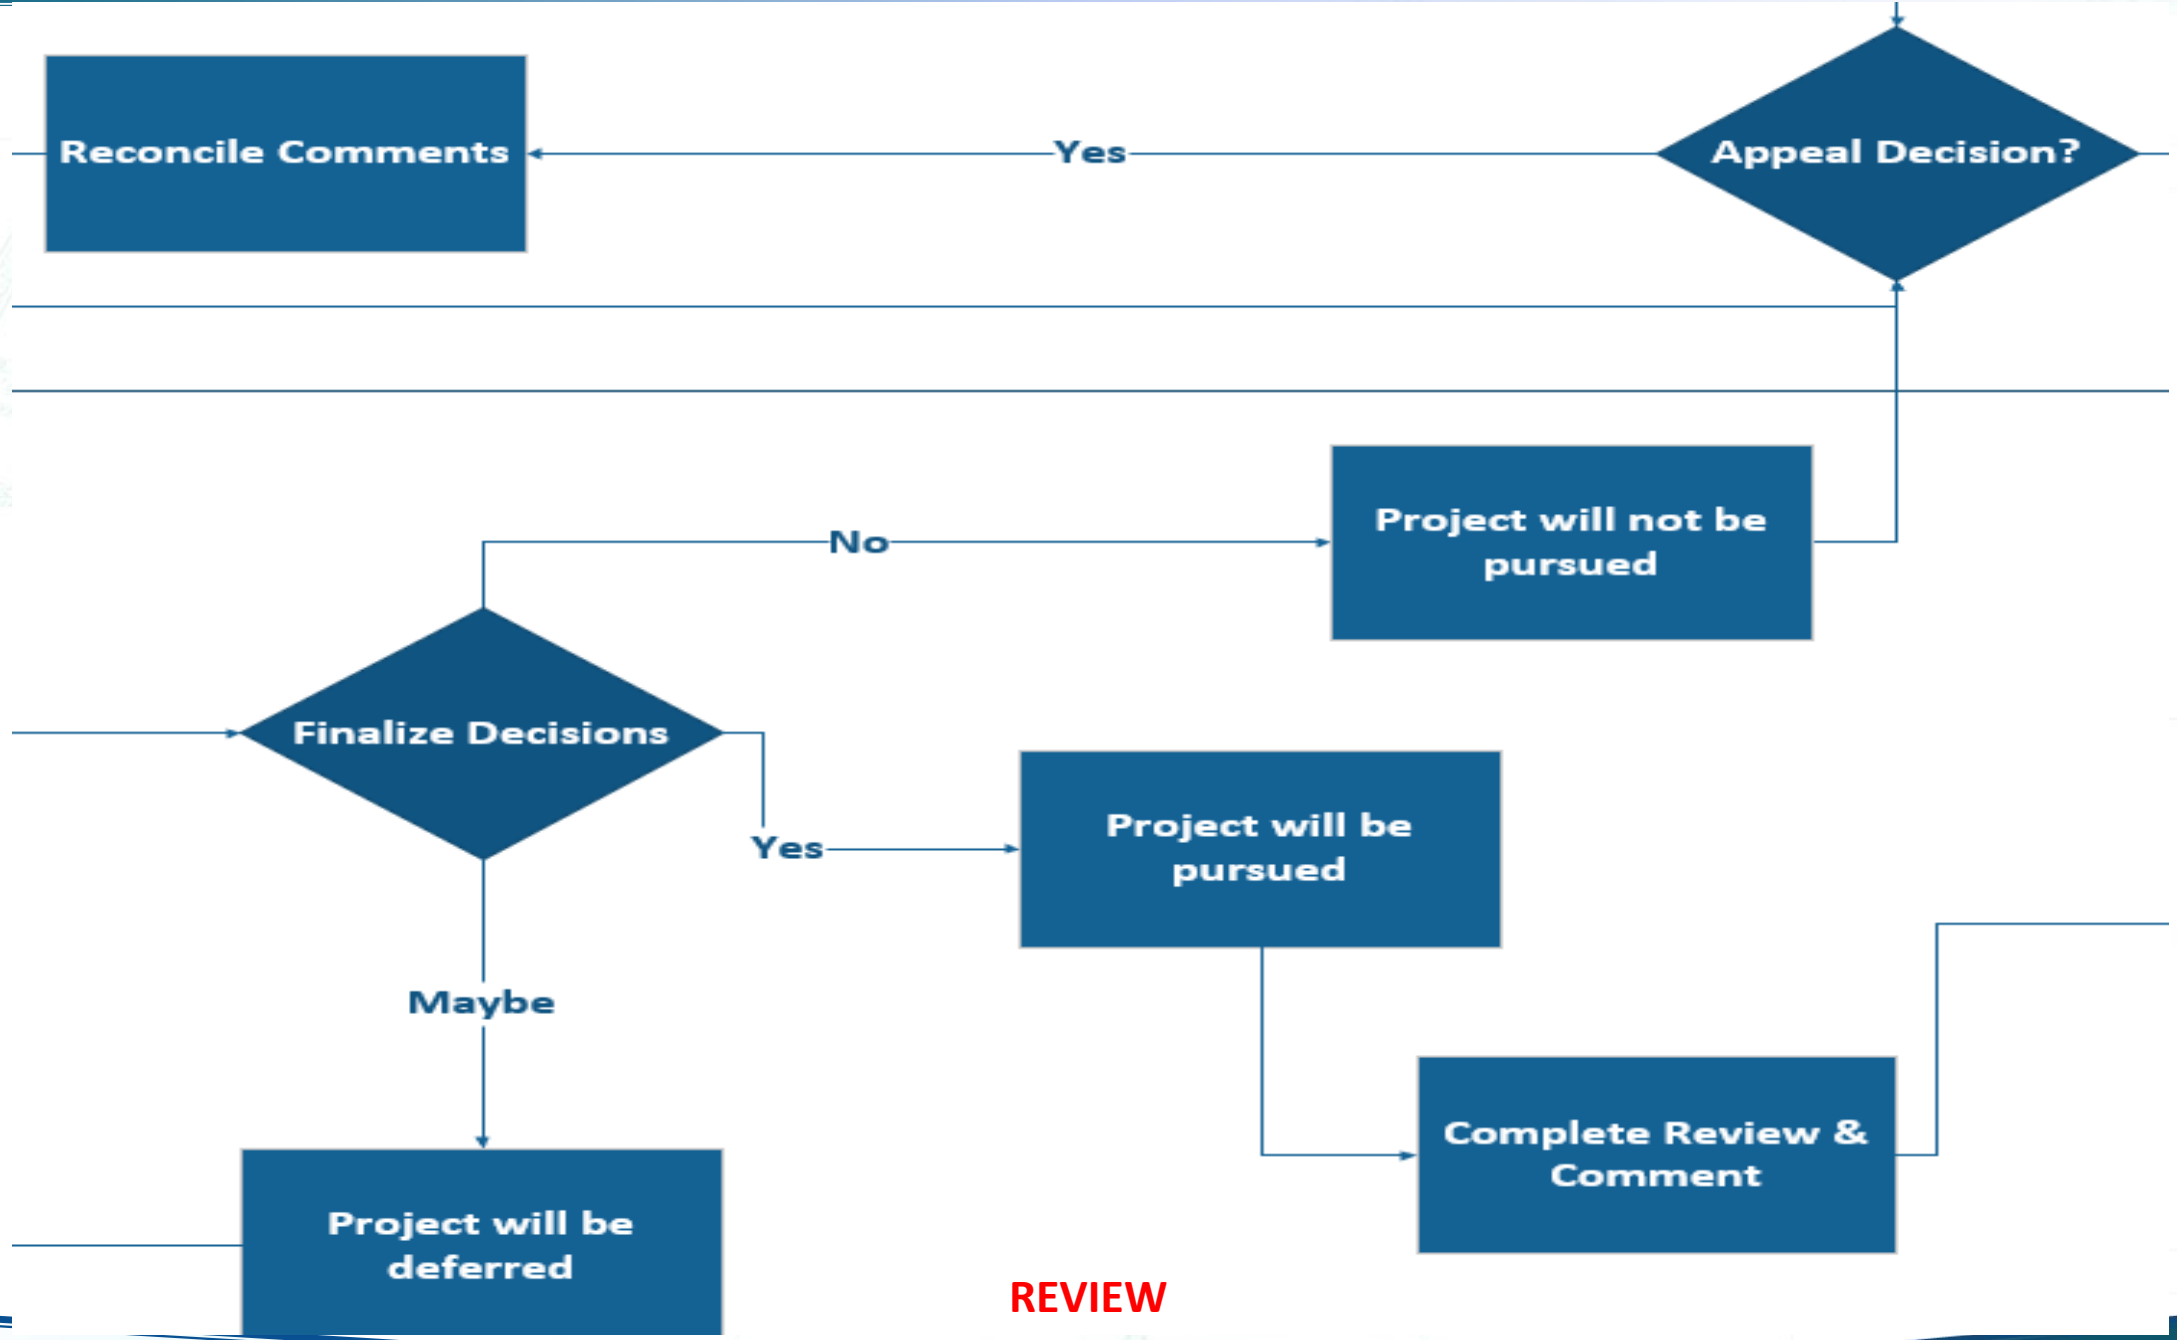 Reconcile Comments
Yes
Appeal Decision?
No
Project will not be
pursued
Finalize Decisions
Yes
Project will be
pursued
Maybe
Complete Review &
Comment
Project will be
deferred
REVIEW